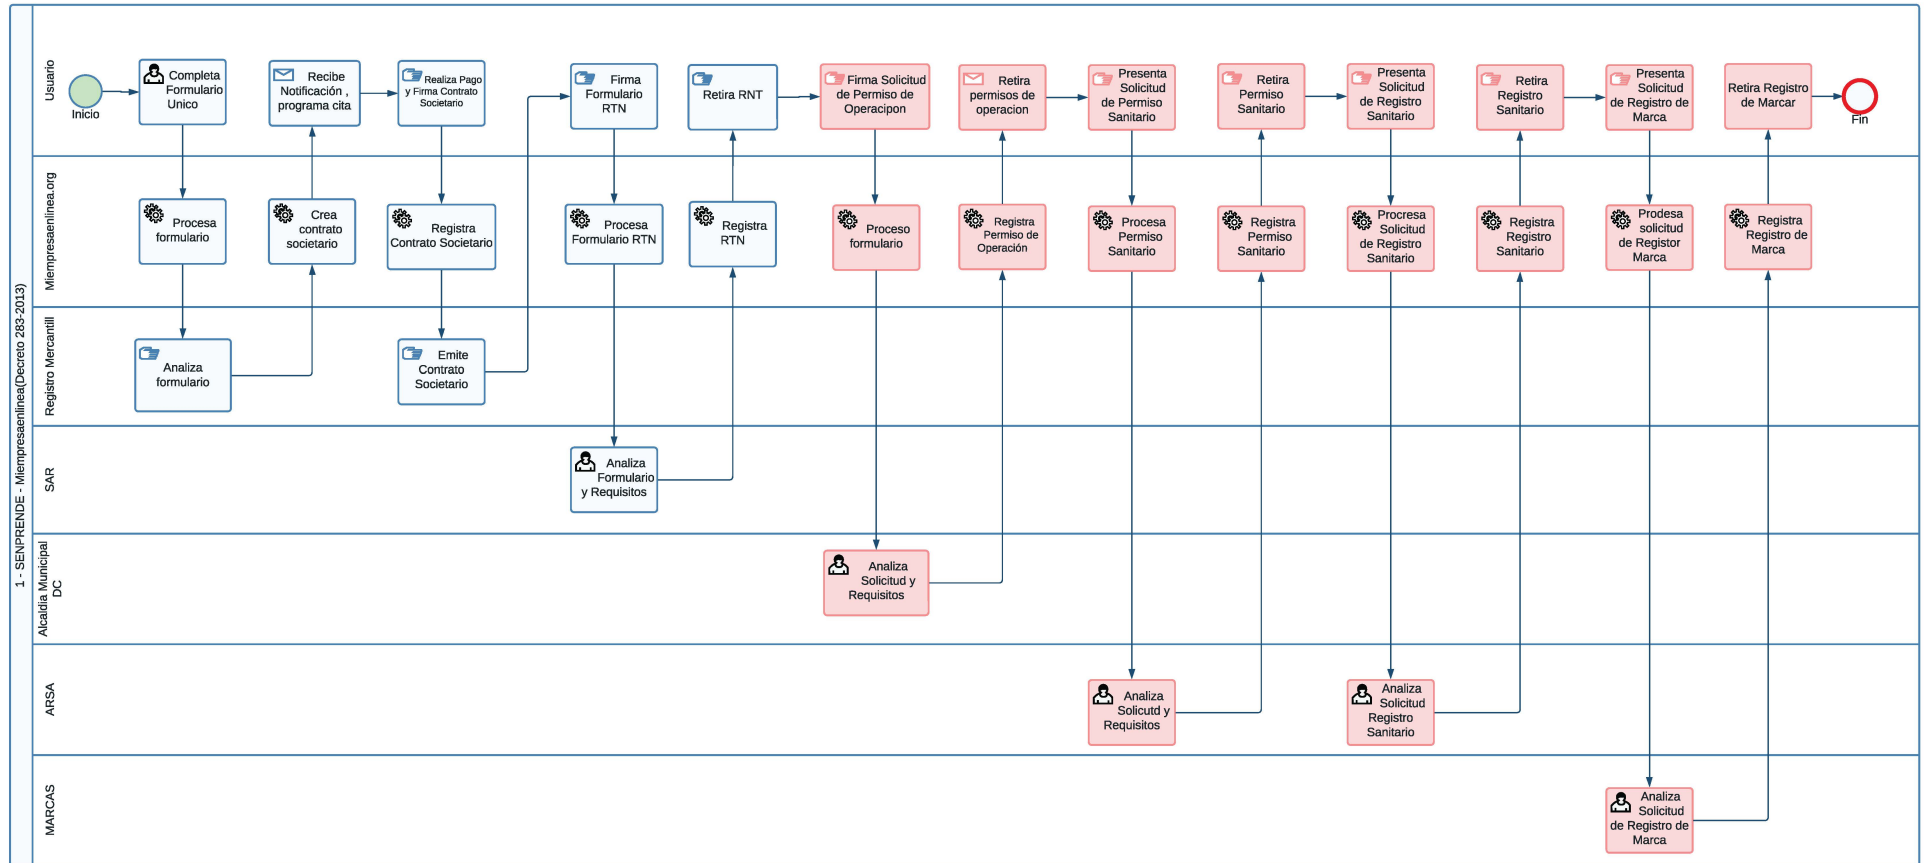 1 - SENPRENDE - Miempresaenlinea(Decreto 283-2013)
Usuario
Inicio
Completa
Formulario
Unico
Recibe
Notificación ,
programa cita
Realiza Pago
y Firma Contrato
Societario
Firma
Formulario
RTN
Retira RNT
Firma Solicitud
de Permiso de
Operacipon
Retira
permisos de
operacion
Presenta
Solicitud
de Permiso
Sanitario
Retira
Permiso
Sanitario
Presenta
Solicitud
de Registro
Sanitario
Retira
Registro
Sanitario
Presenta
Solicitud
de Registro de
Marca
Retira Registro
de Marcar
Fin
Miempresaenlinea.org
Procesa
formulario
Crea
contrato
societario
Registra
Contrato Societario
Procesa
Formulario RTN
Registra
RTN
Proceso
formulario
Registra
Permiso de
Operación
Procesa
Permiso
Sanitario
Registra
Permiso
Sanitario
Procresa
Solicitud
de Registro
Sanitario
Registra
Registro
Sanitario
Prodesa
solicitud
de Registor
Marca
Registra
Registro de
Marca
Registro Mercantill
Analiza
formulario
Emite
Contrato
Societario
SAR
Analiza
Formulario
y Requisitos
Alcaldia Municipal
DC
Analiza
Solicitud y
Requisitos
ARSA
Analiza
Solicutd y
Requisitos
Analiza
Solicitud
Registro
Sanitario
MARCAS
Analiza
Solicitud
de Registro de
Marca